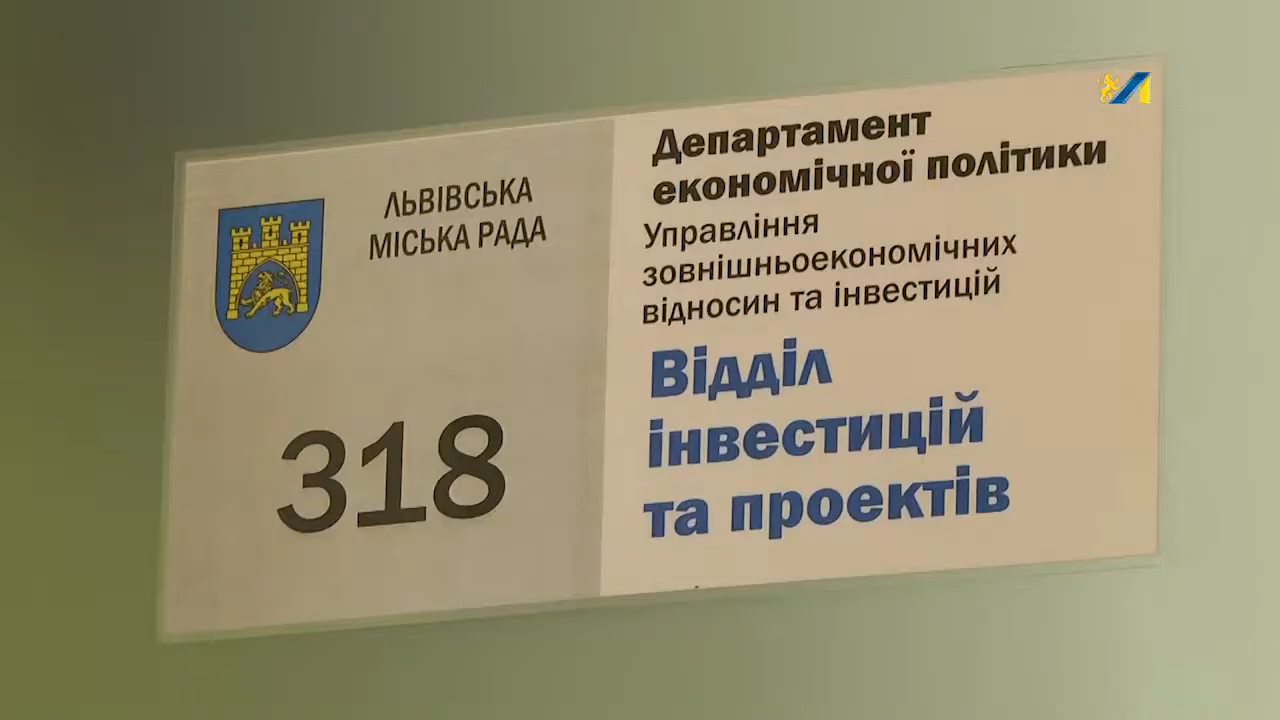 ЛЬВІВСЬКА
МІСЬКА РАДА
318
Департамент
економічної політики
Управління
зовнішньоекономічних
відносин та інвестицій
Відділ
інвестицій
та проектів